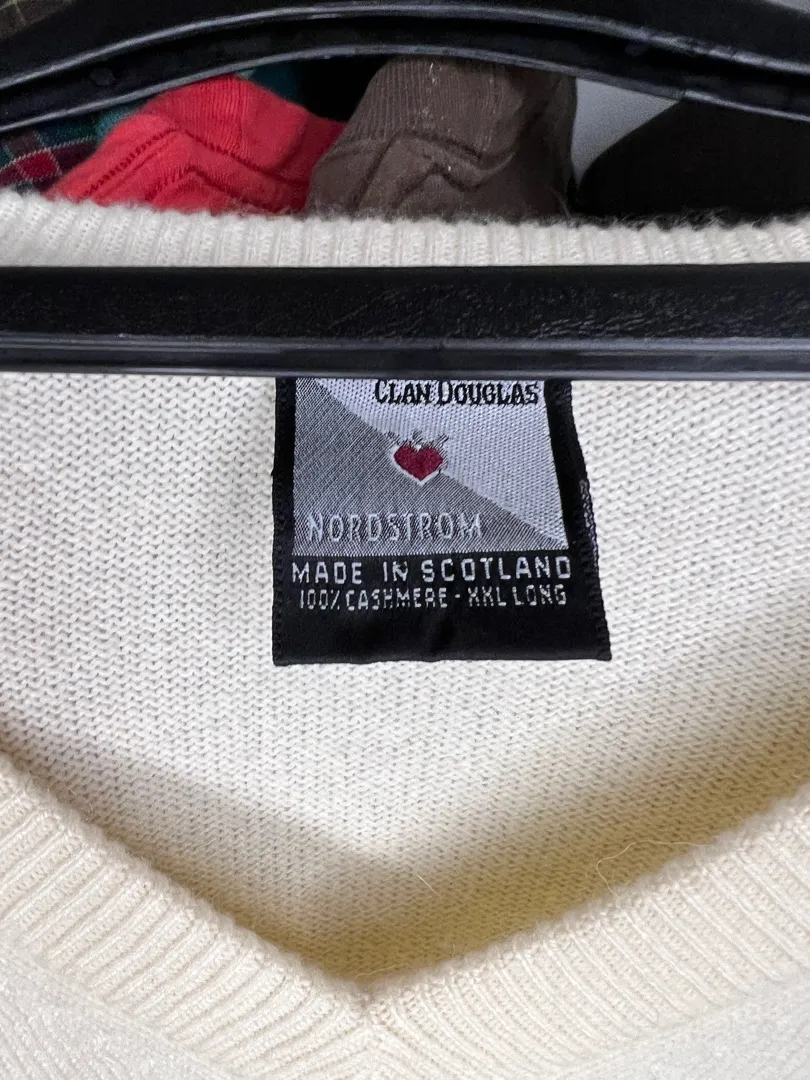 CLAN DOUGLAS
NORDSTROM
MADE IN SCOTLAND
100% CASHMERE - XXL LONG